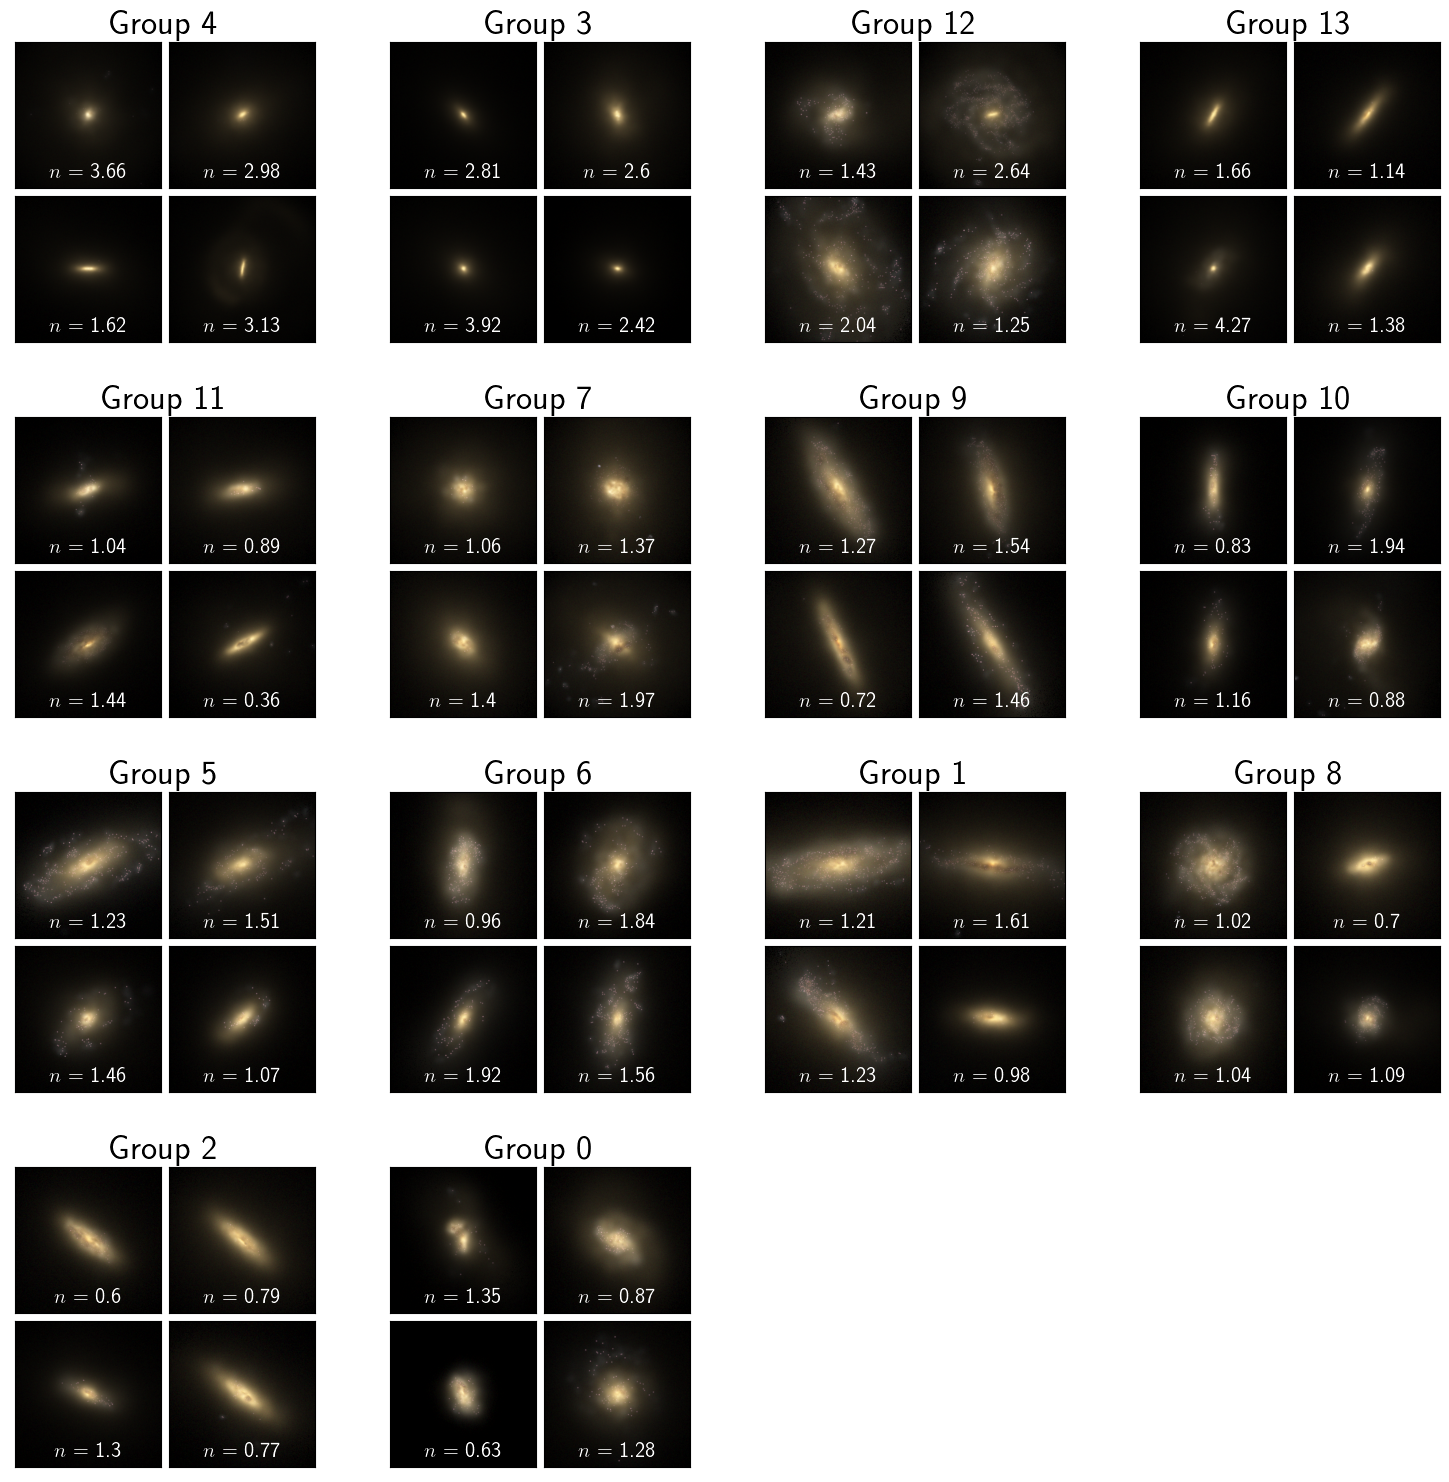 Group 4
n = 3.66
n = 2.98
n = 1.62
n = 3.13
Group 3
n = 2.81
n = 2.6
n = 3.92
n = 2.42
Group 12
n = 1.43
n = 2.64
n = 2.04
n = 1.25
Group 13
n = 1.66
n = 1.14
n = 4.27
n = 1.38
Group 11
n = 1.04
n = 0.89
n = 1.44
n = 0.36
Group 7
n = 1.06
n = 1.37
n = 1.4
n = 1.97
Group 9
n = 1.27
n = 1.54
n = 0.72
n = 1.46
Group 10
n = 0.83
n = 1.94
n = 1.16
n = 0.88
Group 5
n = 1.23
n = 1.51
n = 1.46
n = 1.07
Group 6
n = 0.96
n = 1.84
n = 1.92
n = 1.56
Group 1
n = 1.21
n = 1.61
n = 1.23
n = 0.98
Group 8
n = 1.02
n = 0.7
n = 1.04
n = 1.09
Group 2
n = 0.6
n = 0.79
n = 1.3
n = 0.77
Group 0
n = 1.35
n = 0.87
n = 0.63
n = 1.28